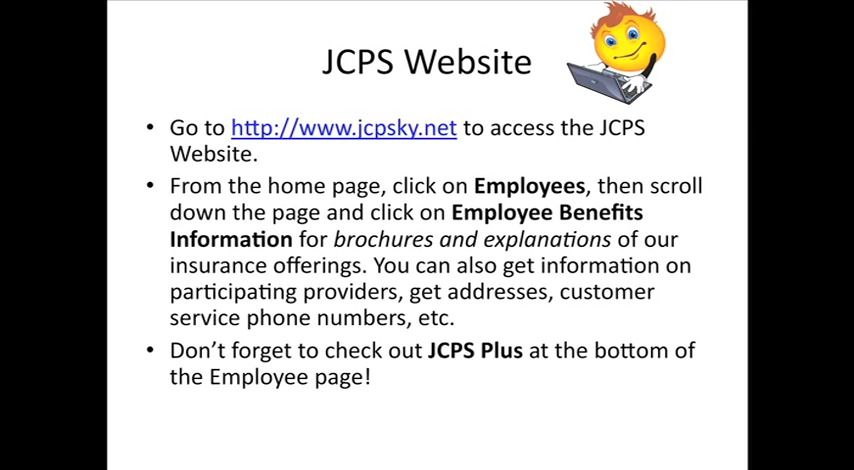 JCPS Website
• Go to http://www.jcpsky.net to access the JCPS
Website.
• From the home page, click on Employees, then scroll
down the page and click on Employee Benefits
Information for brochures and explanations of our
insurance offerings. You can also get information on
participating providers, get addresses, customer
service phone numbers, etc.
• Don’t forget to check out JCPS Plus at the bottom of
the Employee page!